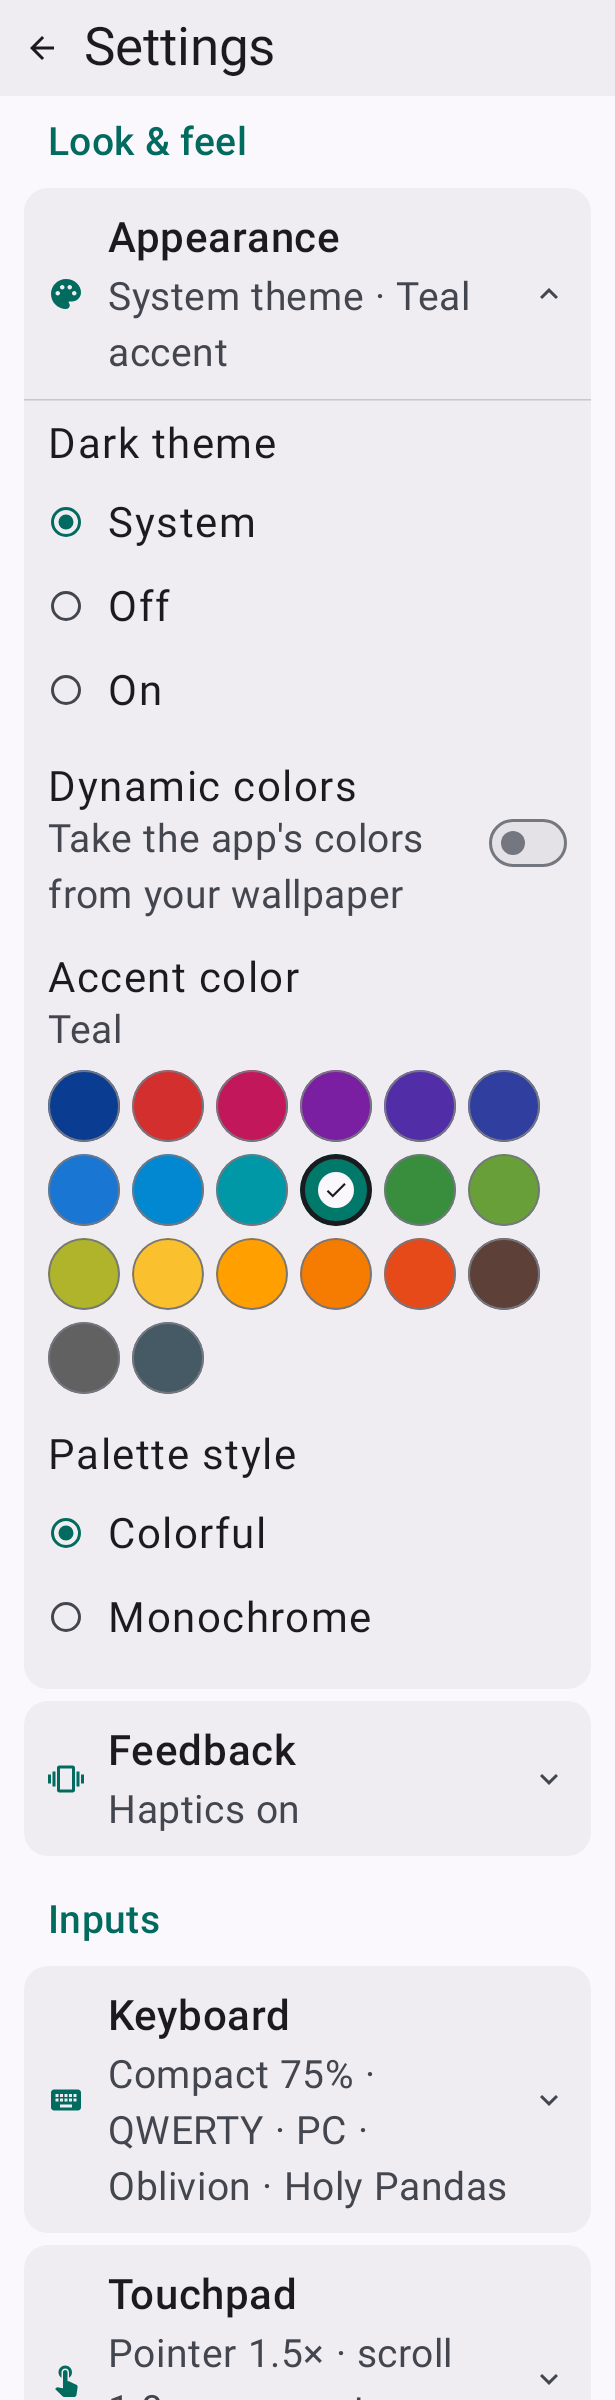 Settings
Look & feel
Appearance
System theme · Teal
accent
Dark theme
System
Off
On
Dynamic colors
Take the app's colors
from your wallpaper
Accent color
Teal
Palette style
Colorful
Monochrome
Feedback
Haptics on
Inputs
Keyboard
Compact 75% ·
QWERTY · PC ·
Oblivion · Holy Pandas
Touchpad
Pointer 1.5× · scroll